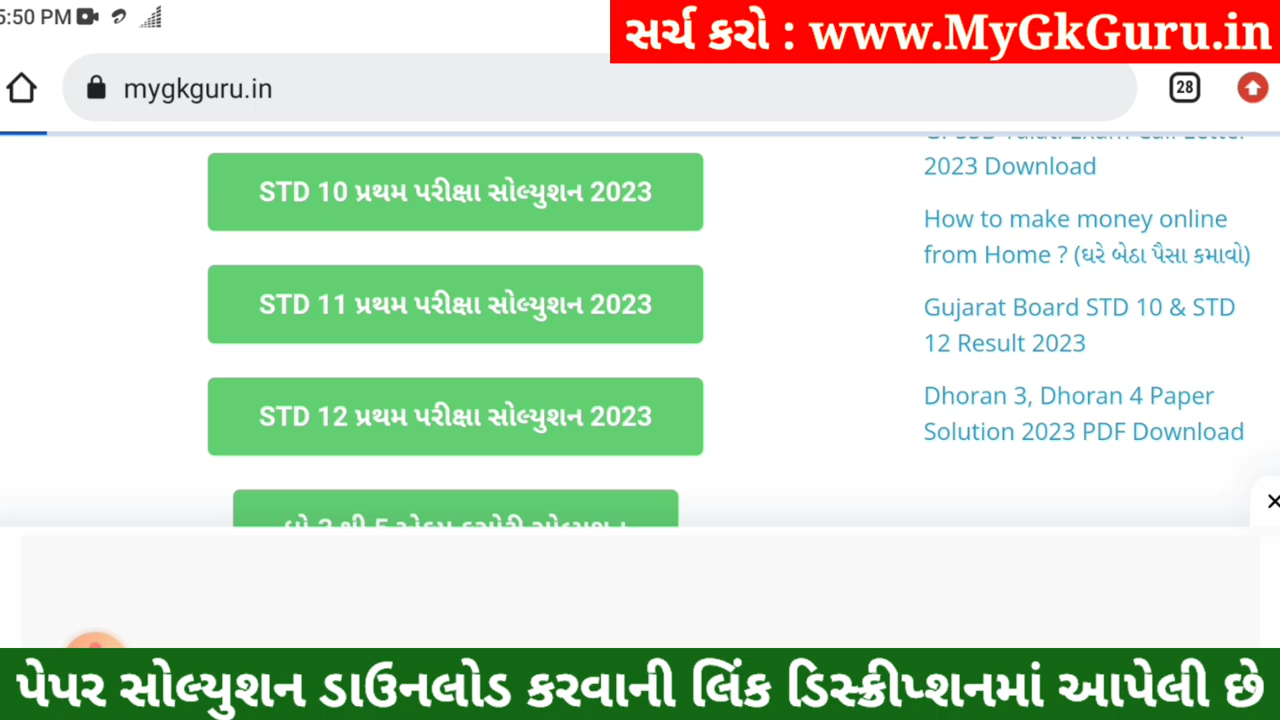 5:50 PM
સર્ચ કરો : www.MyGkGuru.in
mygkguru.in
28
STD 10 પ્રથમ પરીક્ષા સોલ્યુશન 2023
STD 11 પ્રથમ પરીક્ષા સોલ્યુશન 2023
STD 12 પ્રથમ પરીક્ષા સોલ્યુશન 2023
2023 Download
How to make money online
from Home ? (ઘરે બેઠા પૈસા કમાવો)
Gujarat Board STD 10 & STD
12 Result 2023
Dhoran 3, Dhoran 4 Paper
Solution 2023 PDF Download
પેપર સોલ્યુશન ડાઉનલોડ કરવાની લિંક ડિસ્ક્રીપ્શનમાં આપેલી છે